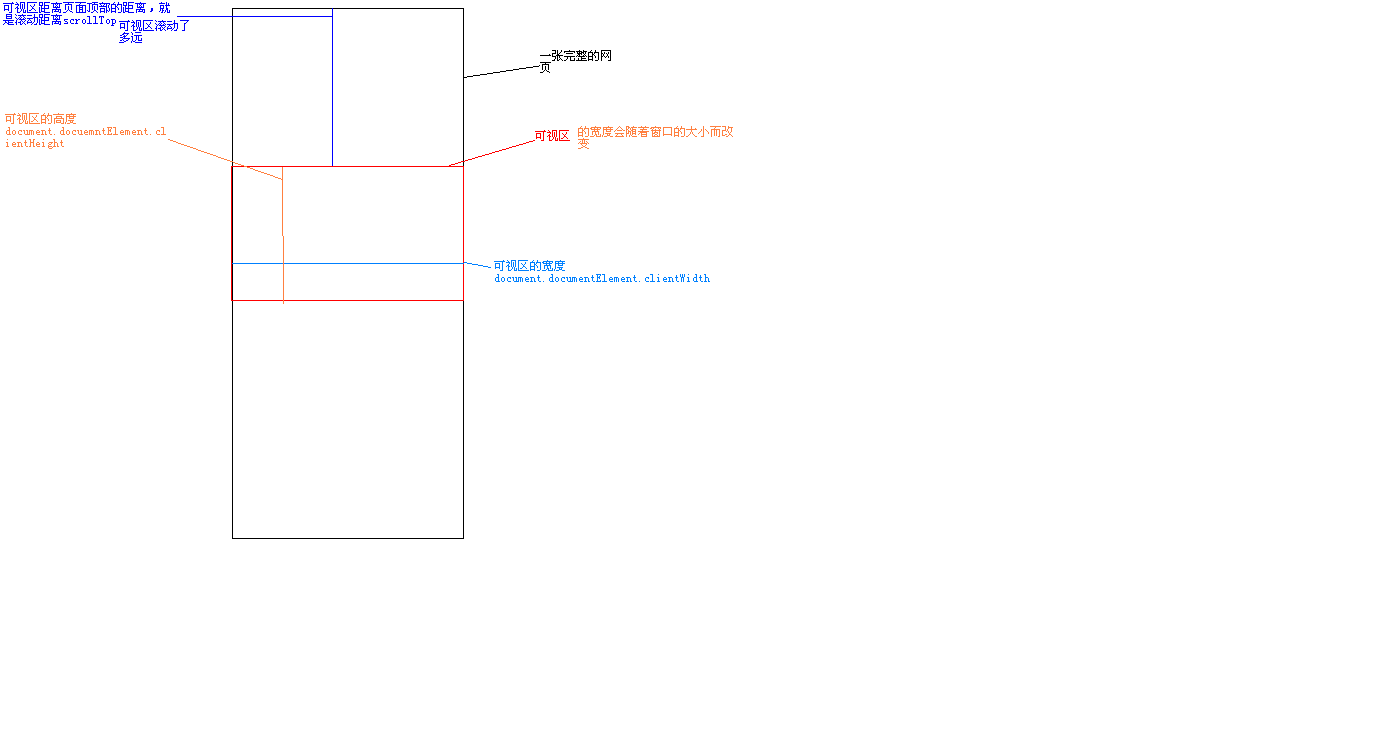 可视区距离页面顶部的距离，就
是滚动距离scrollTop
可视区滚动了
多远
一张完整的网
页
可视区的高度
document.docuemntElement.cl
ientHeight
可视区
的宽度会随着窗口的大小而改
变
可视区的宽度
document.documentElement.clientWidth